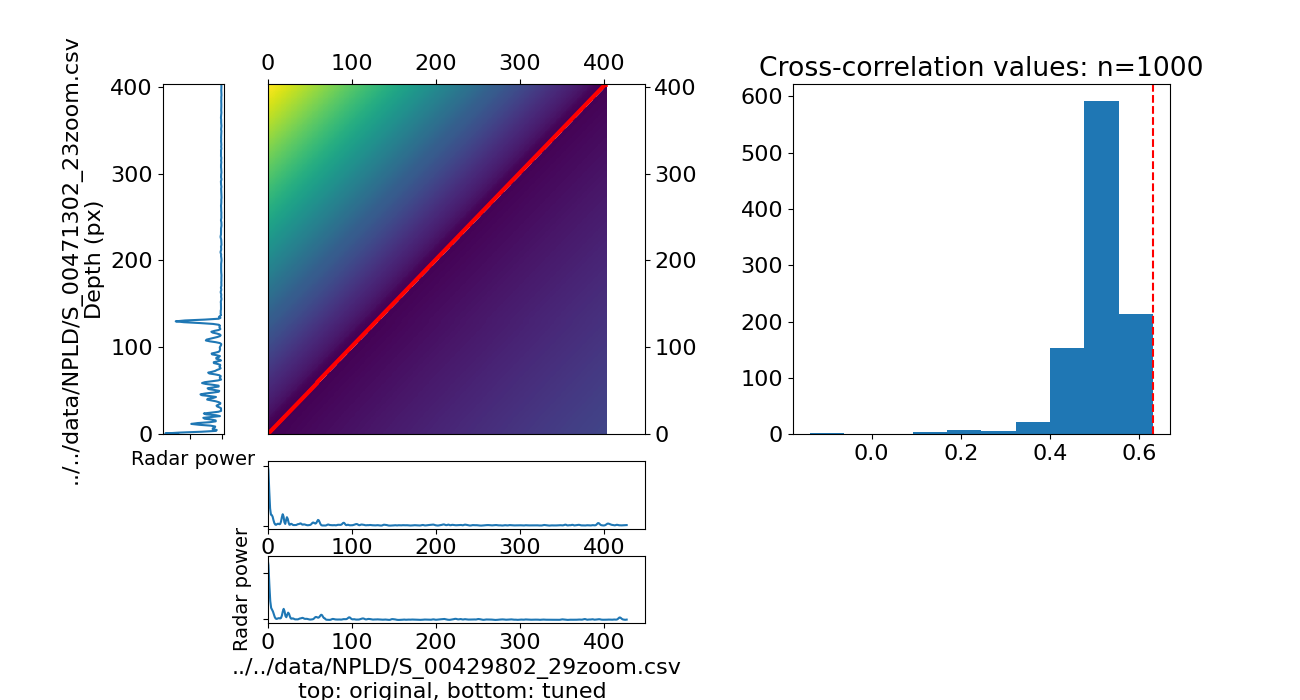 Cross-correlation values: n=1000
0 100 200 300 400
400
300
200
100
0
../../data/NPLD/S_00471302_23zoom.csv
Depth (px)
Radar power
400
300
200
100
0
600
500
400
300
200
100
0
0.0 0.2 0.4 0.6
0 100 200 300 400
Radar power
0 100 200 300 400
../../data/NPLD/S_00429802_29zoom.csv
top: original, bottom: tuned